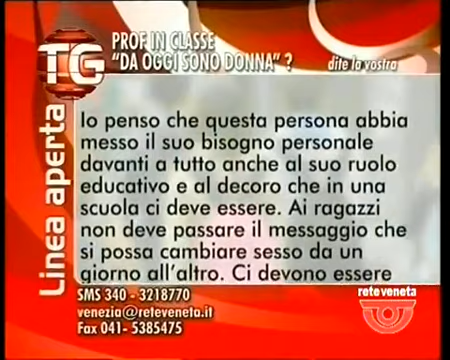 TG
Linea aperta
PROF IN CLASSE
"DA OGGI SONO DONNA" ?
dite la vostra
Io penso che questa persona abbia
messo il suo bisogno personale
davanti a tutto anche al suo ruolo
educativo e al decoro che in una
scuola ci deve essere. Ai ragazzi
non deve passare il messaggio che
si possa cambiare sesso da un
giorno all'altro. Ci devono essere
SMS 340 - 3218770
venezia@reteveneta.it
Fax 041- 5385475
reteveneta